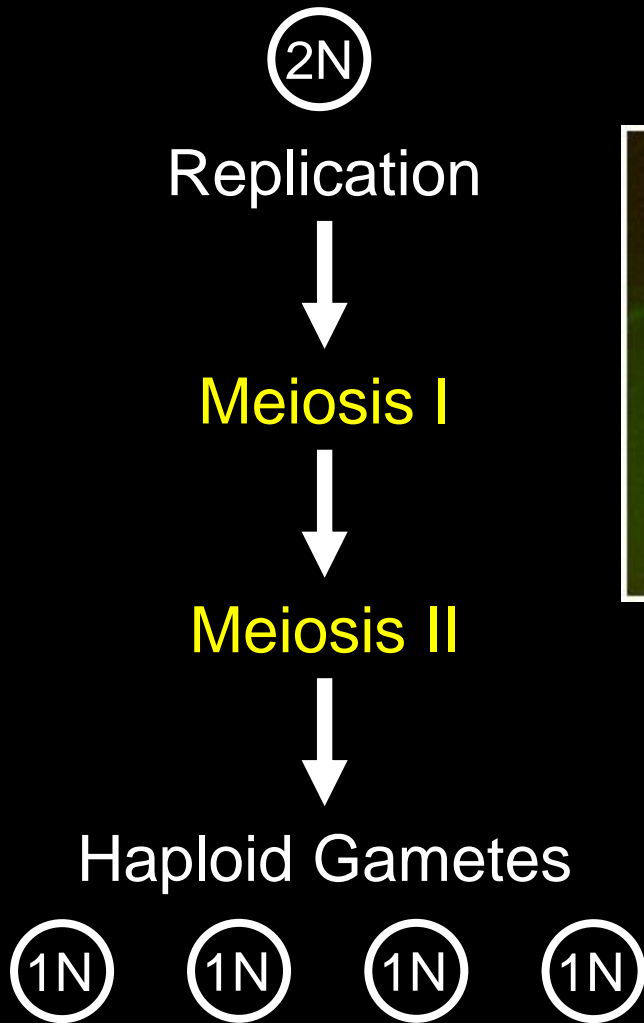 2N
Replication
Meiosis I
Meiosis II
Haploid Gametes
1N 1N 1N 1N